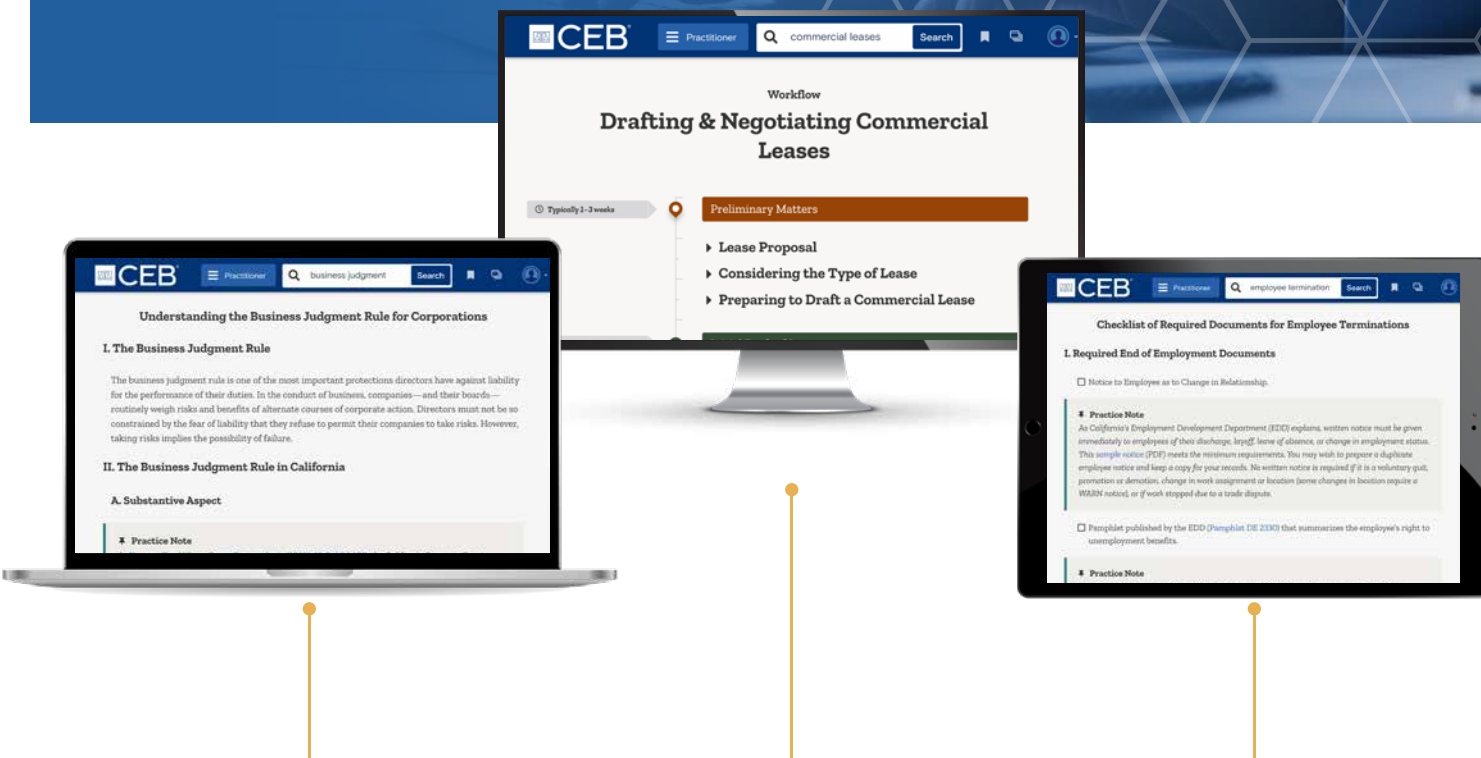 CEB
Practitioner
commercial leases
Search
Workflow
Drafting & Negotiating Commercial
Leases
Typically 1-3 weeks
Preliminary Matters
Lease Proposal
Considering the Type of Lease
Preparing to Draft a Commercial Lease
CEB
Practitioner
business judgment
Search
Understanding the Business Judgment Rule for Corporations
I. The Business Judgment Rule
The business judgment rule is one of the most important protections directors have against liability
for the performance of their duties. In the conduct of business, companies—and their boards—
routinely weigh risks and benefits of alternate courses of corporate action. Directors must not be so
constrained by the fear of liability that they refuse to permit their companies to take risks. However,
taking risks implies the possibility of failure.
II. The Business Judgment Rule in California
A. Substantive Aspect
Practice Note
CEB
Practitioner
employee termination
Search
Checklist of Required Documents for Employee Terminations
I. Required End of Employment Documents
Notice to Employee as to Change in Relationship.
Practice Note
As California's Employment Development Department (EDD) explains, written notice must be given
immediately to employees of their discharge, layoff, leave of absence, or change in employment status.
This sample notice (PDF) meets the minimum requirements. You may wish to prepare a duplicate
employee notice and keep a copy for your records. No written notice is required if it is a voluntary quit,
promotion or demotion, change in work assignment or location (some changes in location require a
WARN notice), or if work stopped due to a trade dispute.
Pamphlet published by the EDD (Pamphlet DE 2330) that summarizes the employee's right to
unemployment benefits.
Practice Note